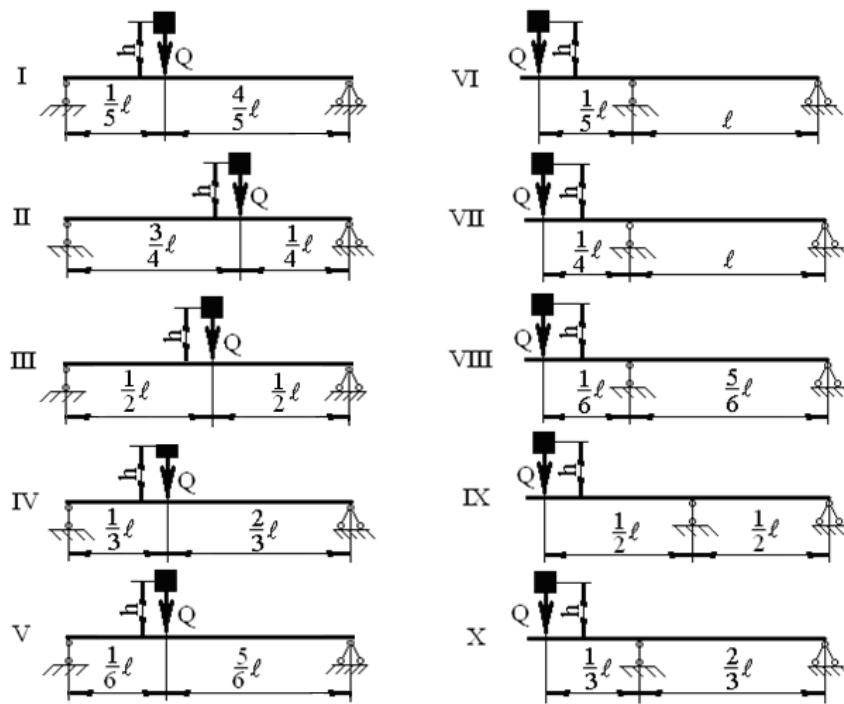 I
h
Q
1/5 ℓ
4/5 ℓ
II
h
Q
3/4 ℓ
1/4 ℓ
III
h
Q
1/2 ℓ
1/2 ℓ
IV
h
Q
1/3 ℓ
2/3 ℓ
V
h
Q
1/6 ℓ
5/6 ℓ
VI
Q
h
1/5 ℓ
ℓ
VII
Q
h
1/4 ℓ
ℓ
VIII
Q
h
1/6 ℓ
5/6 ℓ
IX
Q
h
1/2 ℓ
1/2 ℓ
X
Q
h
1/3 ℓ
2/3 ℓ